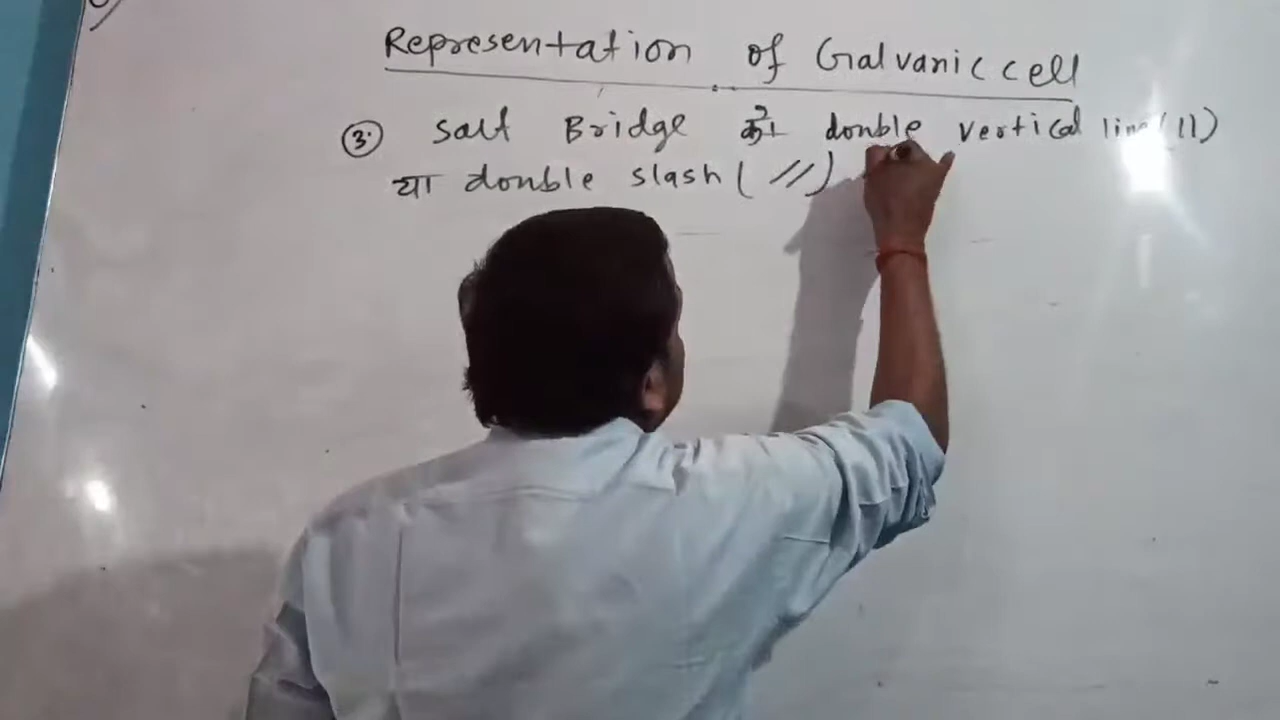 Representation of Galvanic cell
③ Salt Bridge को double vertical line (||)
या double slash (//)